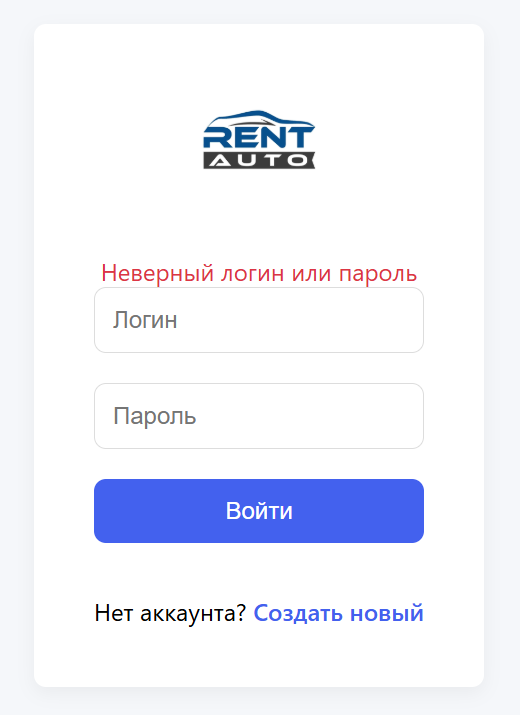 RENT
AUTO
Неверный логин или пароль
Логин
Пароль
Войти
Нет аккаунта? Создать новый